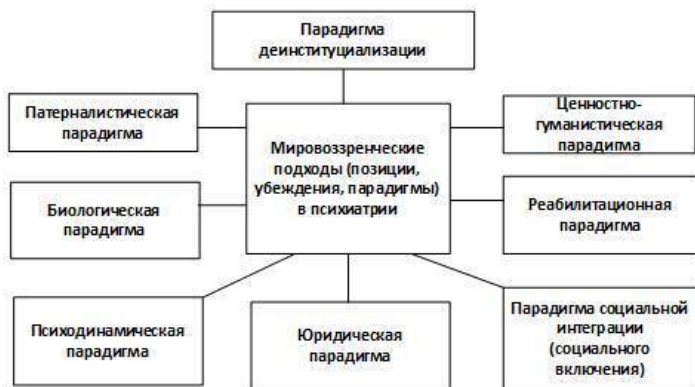 Парадигма
деинституциализации
Патерналистическая
парадигма
Ценностно-
гуманистическая
парадигма
Мировоззренческие
подходы (позиции,
убеждения, парадигмы)
в психиатрии
Биологическая
парадигма
Реабилитационная
парадигма
Психодинамическая
парадигма
Юридическая
парадигма
Парадигма социальной
интеграции
(социального
включения)